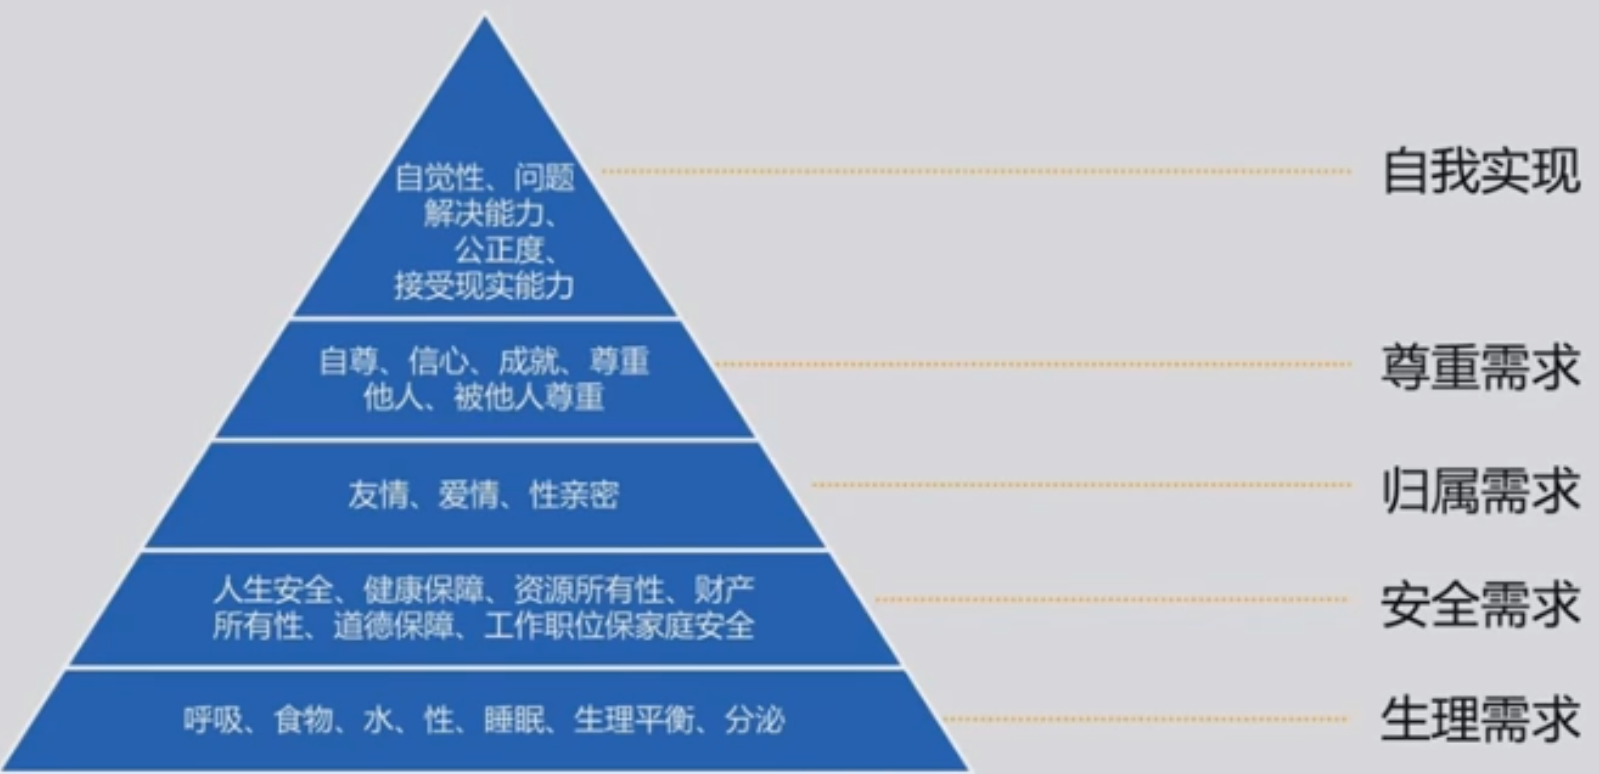 自觉性、问题
解决能力、
公正度、
接受现实能力
自我实现
自尊、信心、成就、尊重
他人、被他人尊重
尊重需求
友情、爱情、性亲密
归属需求
人生安全、健康保障、资源所有性、财产
所有性、道德保障、工作职位保家庭安全
安全需求
呼吸、食物、水、性、睡眠、生理平衡、分泌
生理需求